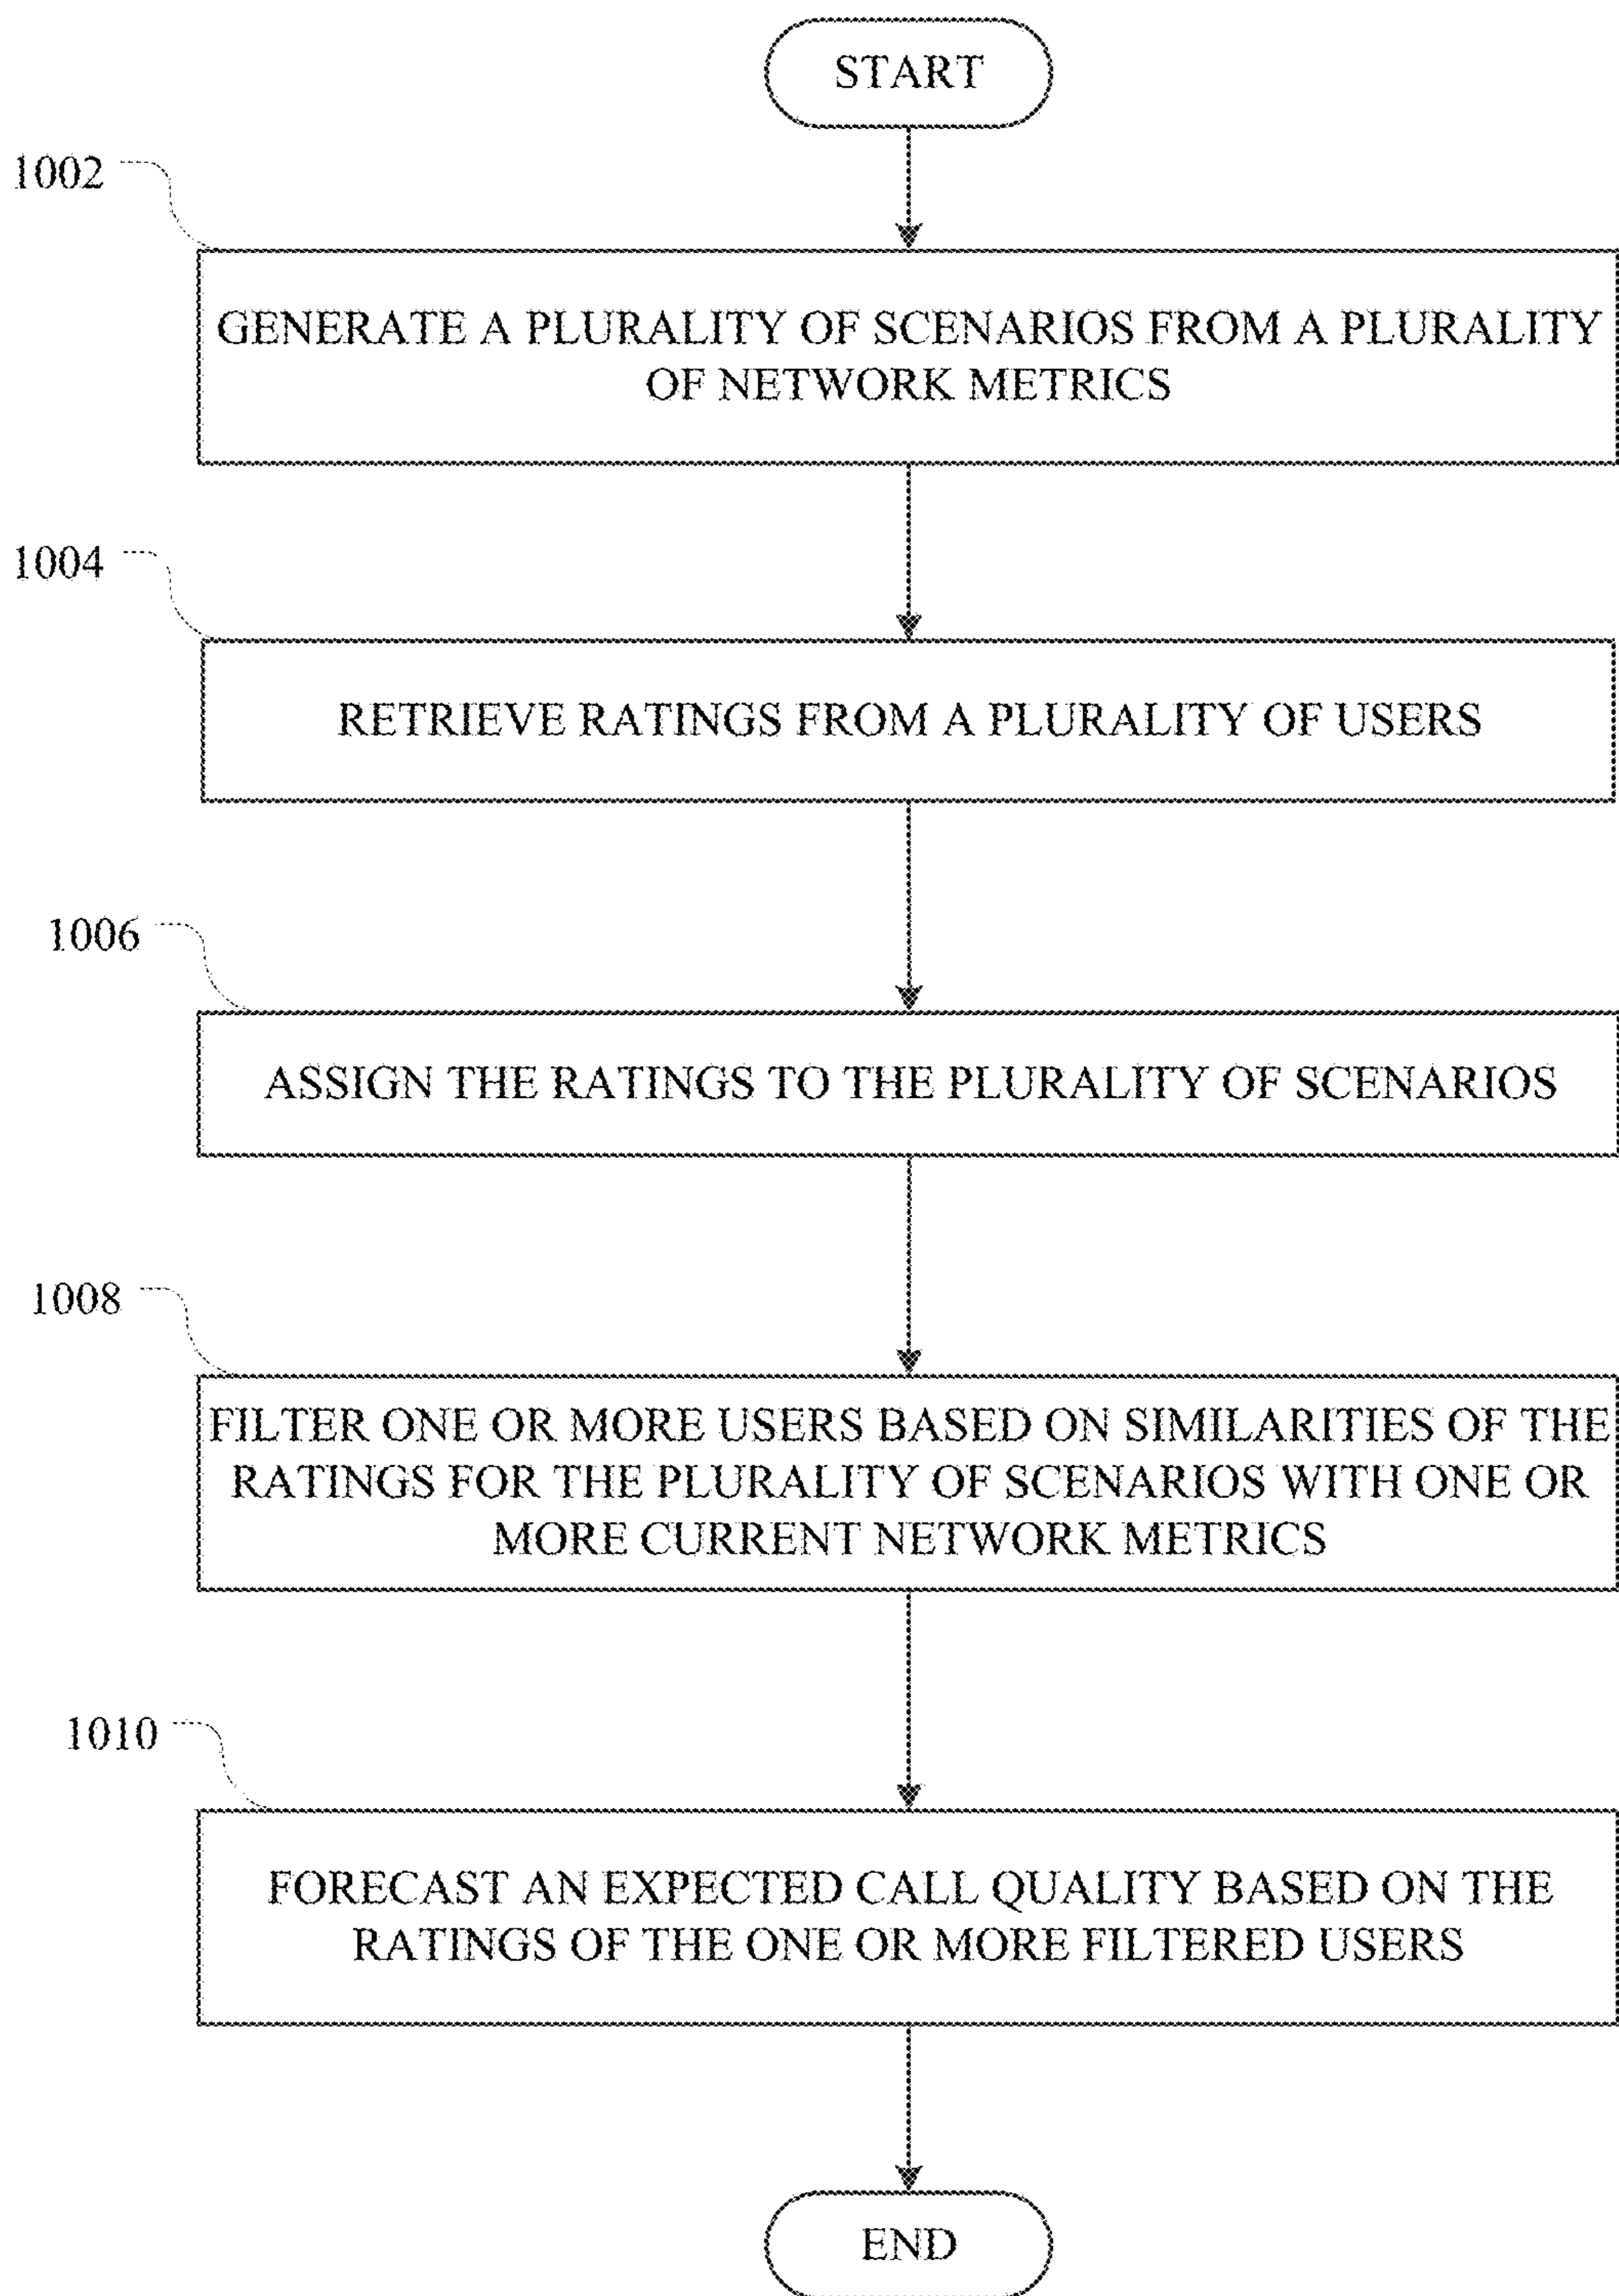 START
1002
GENERATE A PLURALITY OF SCENARIOS FROM A PLURALITY
OF NETWORK METRICS
1004
RETRIEVE RATINGS FROM A PLURALITY OF USERS
1006
ASSIGN THE RATINGS TO THE PLURALITY OF SCENARIOS
1008
FILTER ONE OR MORE USERS BASED ON SIMILARITIES OF THE
RATINGS FOR THE PLURALITY OF SCENARIOS WITH ONE OR
MORE CURRENT NETWORK METRICS
1010
FORECAST AN EXPECTED CALL QUALITY BASED ON THE
RATINGS OF THE ONE OR MORE FILTERED USERS
END